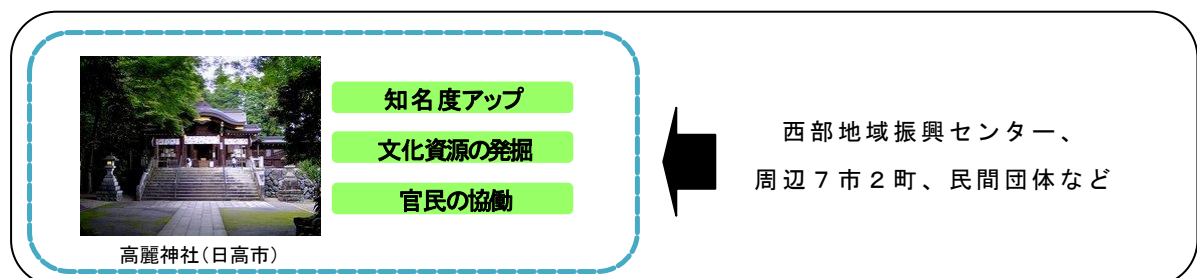 知名度アップ
文化資源の発掘
官民の協働
高麗神社(日高市)
西部地域振興センター、
周辺7市2町、民間団体など